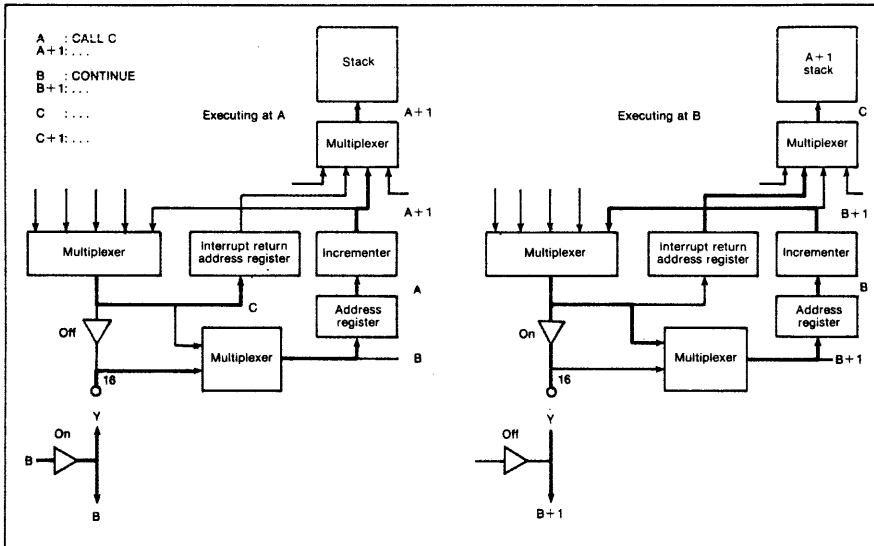 A : CALL C
A+1: . . .
B : CONTINUE
B+1: . . .
C : . . .
C+1: . . .
Executing at A
Stack
A+1
Multiplexer
A+1
Multiplexer
Interrupt return
address register
Incrementer
A
C
Address
register
Off
Multiplexer
B
16
Y
On
B
B
Executing at B
A+1
stack
C
Multiplexer
B+1
Multiplexer
Interrupt return
address register
Incrementer
B
Address
register
On
Multiplexer
B+1
16
Y
Off
B+1